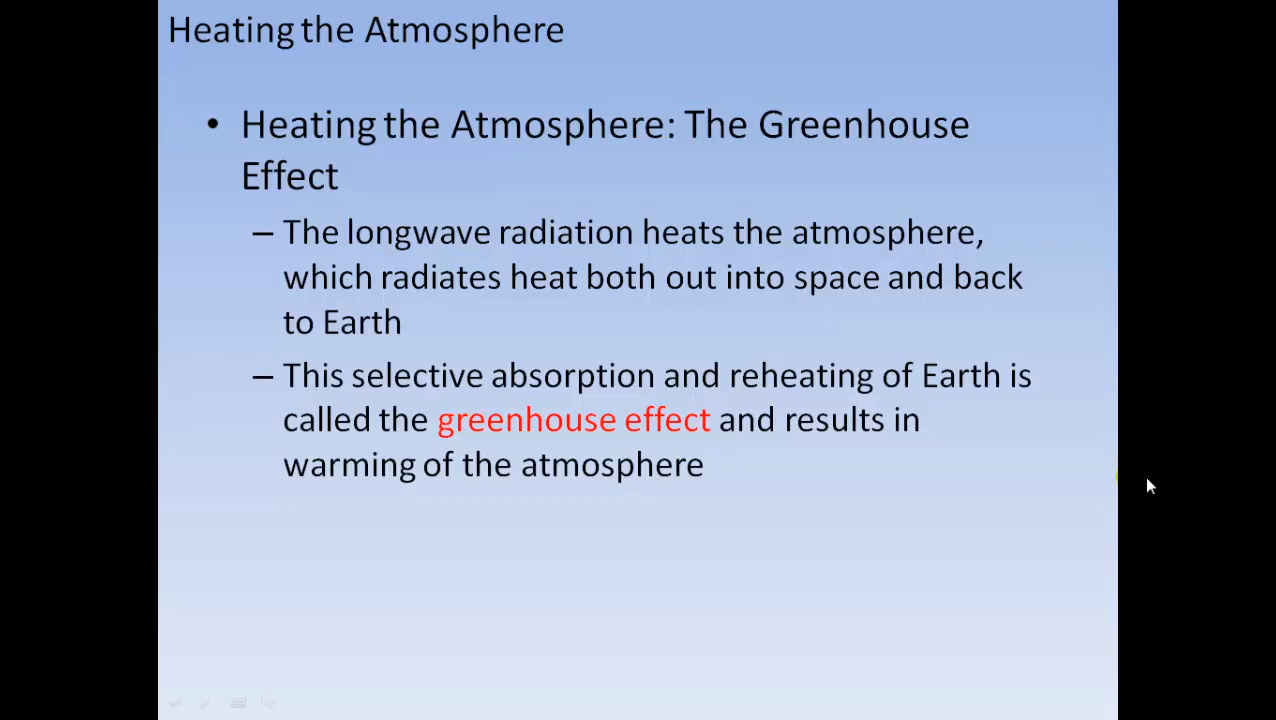 Heating the Atmosphere
• Heating the Atmosphere: The Greenhouse
Effect
– The longwave radiation heats the atmosphere,
which radiates heat both out into space and back
to Earth
– This selective absorption and reheating of Earth is
called the greenhouse effect and results in
warming of the atmosphere